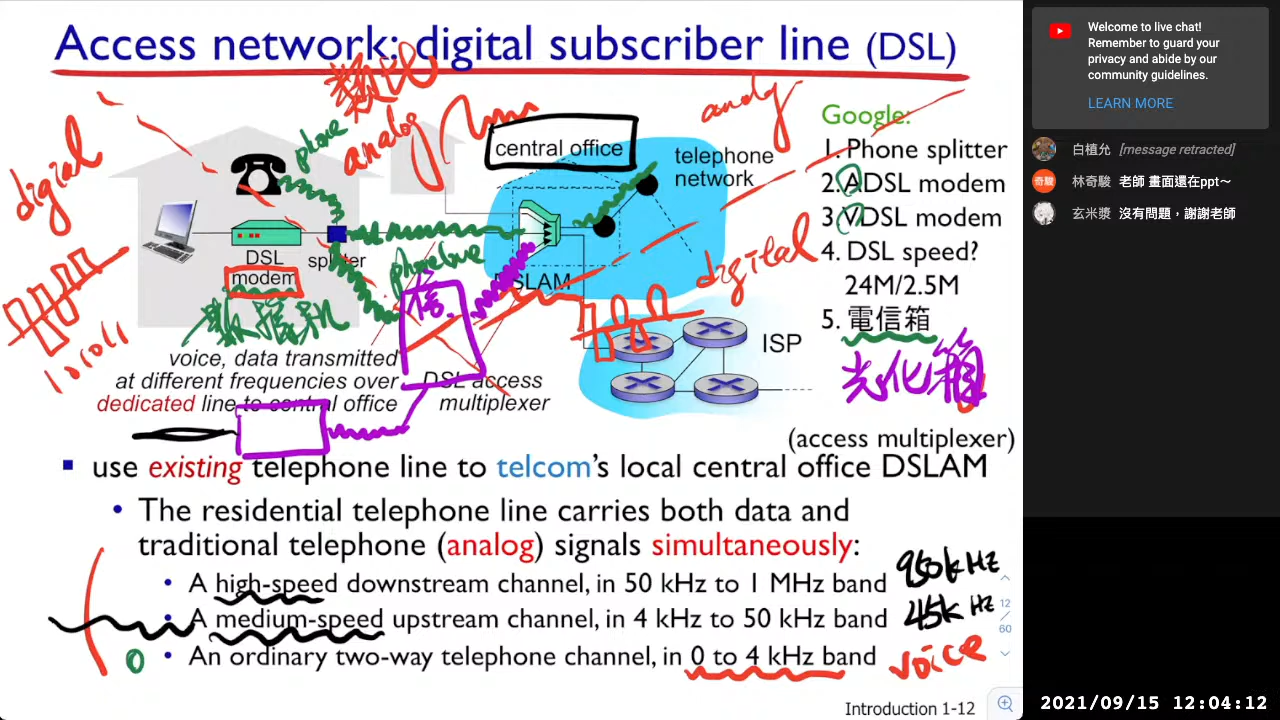 Access network: digital subscriber line (DSL)
類比
analog
analg
digital
phone
central office
telephone
network
DSL
modem
splitter
phone line
數據機
DSLAM
digital
ISP
101011
voice, data transmitted
at different frequencies over
dedicated line to central office
DSL access
multiplexer
Google:
1. Phone splitter
2. ADSL modem
3. VDSL modem
4. DSL speed?
24M/2.5M
5. 電信箱
光化箱
(access multiplexer)
use existing telephone line to telcom's local central office DSLAM
The residential telephone line carries both data and
traditional telephone (analog) signals simultaneously:
A high-speed downstream channel, in 50 kHz to 1 MHz band
950kHz
A medium-speed upstream channel, in 4 kHz to 50 kHz band
45kHz
An ordinary two-way telephone channel, in 0 to 4 kHz band
voice
0
12
/
60
Introduction 1-12
Welcome to live chat!
Remember to guard your
privacy and abide by our
community guidelines.
LEARN MORE
白植允 [message retracted]
奇駿 林奇駿 老師 畫面還在ppt～
玄米漿 沒有問題，謝謝老師
2021/09/15 12:04:12